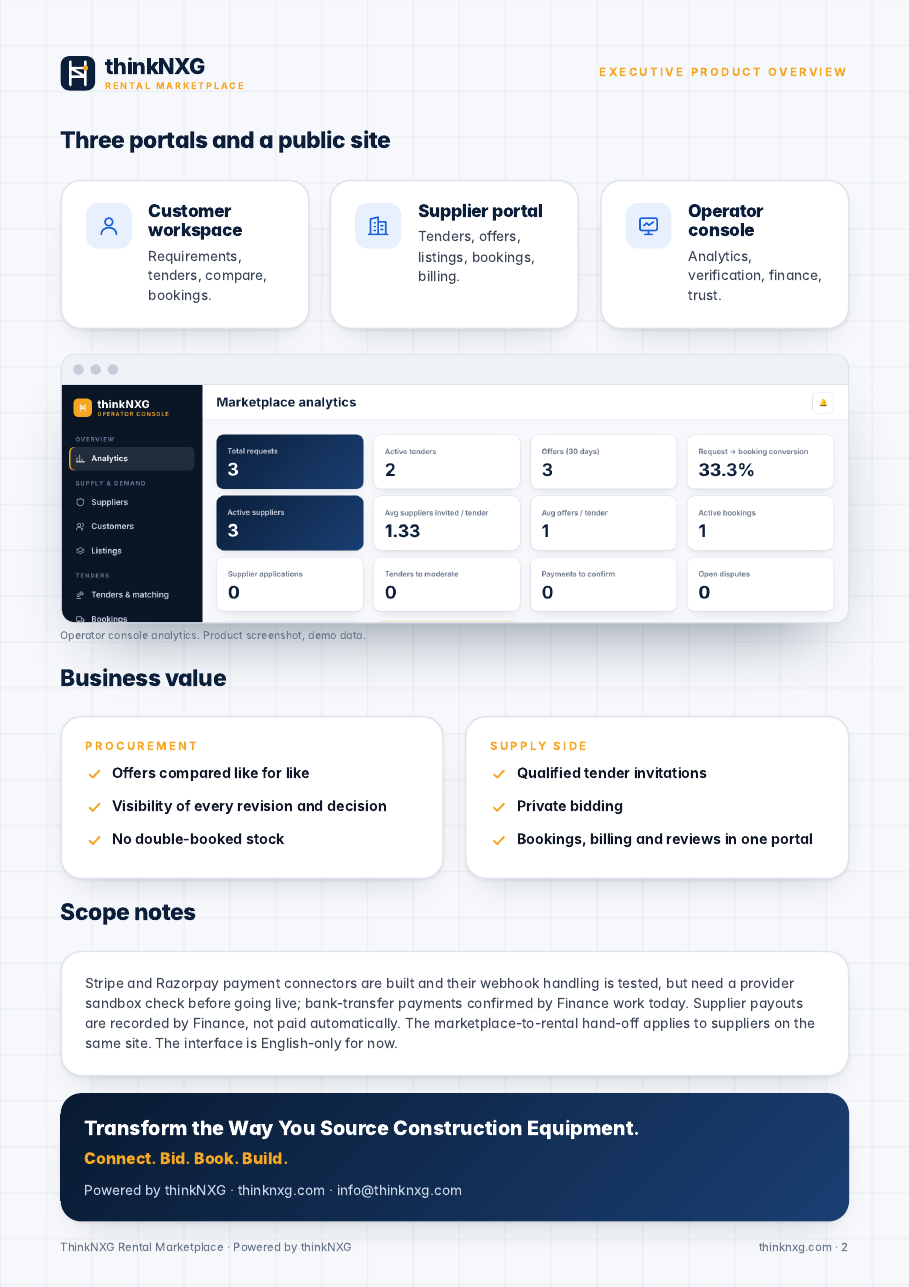 thinkNXG
RENTAL MARKETPLACE
EXECUTIVE PRODUCT OVERVIEW
Three portals and a public site
Customer
workspace
Requirements,
tenders, compare,
bookings.
Supplier portal
Tenders, offers,
listings, bookings,
billing.
Operator
console
Analytics,
verification, finance,
trust.
thinkNXG
OPERATOR CONSOLE
OVERVIEW
Analytics
SUPPLY & DEMAND
Suppliers
Customers
Listings
TENDERS
Tenders & matching
Bookings
Marketplace analytics
Total requests
3
Active tenders
2
Offers (30 days)
3
Request → booking conversion
33.3%
Active suppliers
3
Avg suppliers invited / tender
1.33
Avg offers / tender
1
Active bookings
1
Supplier applications
0
Tenders to moderate
0
Payments to confirm
0
Open disputes
0
Operator console analytics. Product screenshot, demo data.
Business value
PROCUREMENT
Offers compared like for like
Visibility of every revision and decision
No double-booked stock
SUPPLY SIDE
Qualified tender invitations
Private bidding
Bookings, billing and reviews in one portal
Scope notes
Stripe and Razorpay payment connectors are built and their webhook handling is tested, but need a provider
sandbox check before going live; bank-transfer payments confirmed by Finance work today. Supplier payouts
are recorded by Finance, not paid automatically. The marketplace-to-rental hand-off applies to suppliers on the
same site. The interface is English-only for now.
Transform the Way You Source Construction Equipment.
Connect. Bid. Book. Build.
Powered by thinkNXG · thinknxg.com · info@thinknxg.com
ThinkNXG Rental Marketplace · Powered by thinkNXG
thinknxg.com · 2